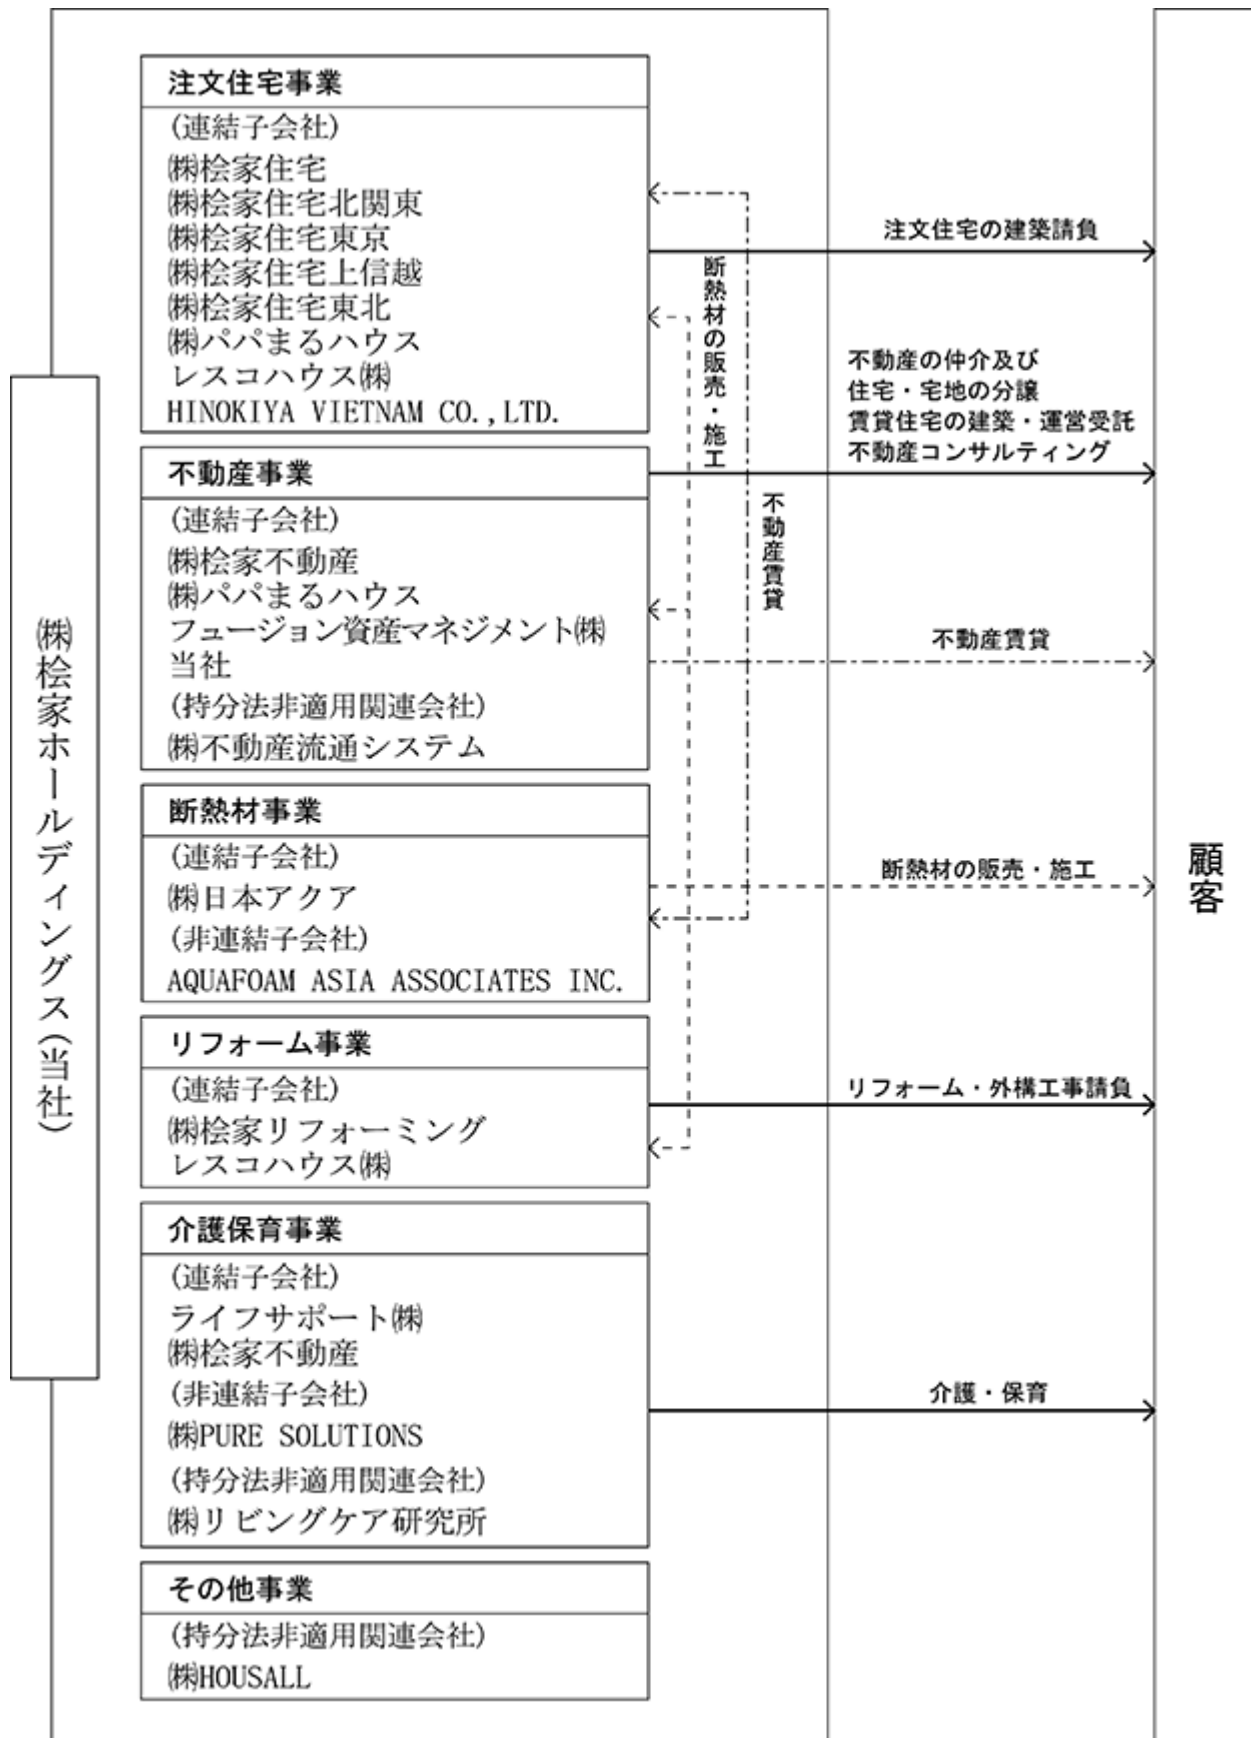 ㈱桧家ホールディングス(当社)
注文住宅事業
(連結子会社)
㈱桧家住宅
㈱桧家住宅北関東
㈱桧家住宅東京
㈱桧家住宅上信越
㈱桧家住宅東北
㈱パパまるハウス
レスコハウス㈱
HINOKIYA VIETNAM CO.,LTD.
不動産事業
(連結子会社)
㈱桧家不動産
㈱パパまるハウス
フュージョン資産マネジメント㈱
当社
(持分法非適用関連会社)
㈱不動産流通システム
断熱材事業
(連結子会社)
㈱日本アクア
(非連結子会社)
AQUAFOAM ASIA ASSOCIATES INC.
リフォーム事業
(連結子会社)
㈱桧家リフォーミング
レスコハウス㈱
介護保育事業
(連結子会社)
ライフサポート㈱
㈱桧家不動産
(非連結子会社)
㈱PURE SOLUTIONS
(持分法非適用関連会社)
㈱リビングケア研究所
その他事業
(持分法非適用関連会社)
㈱HOUSALL
断熱材の販売・施工
不動産賃貸
注文住宅の建築請負
不動産の仲介及び
住宅・宅地の分譲
賃貸住宅の建築・運営受託
不動産コンサルティング
不動産賃貸
断熱材の販売・施工
リフォーム・外構工事請負
介護・保育
顧客